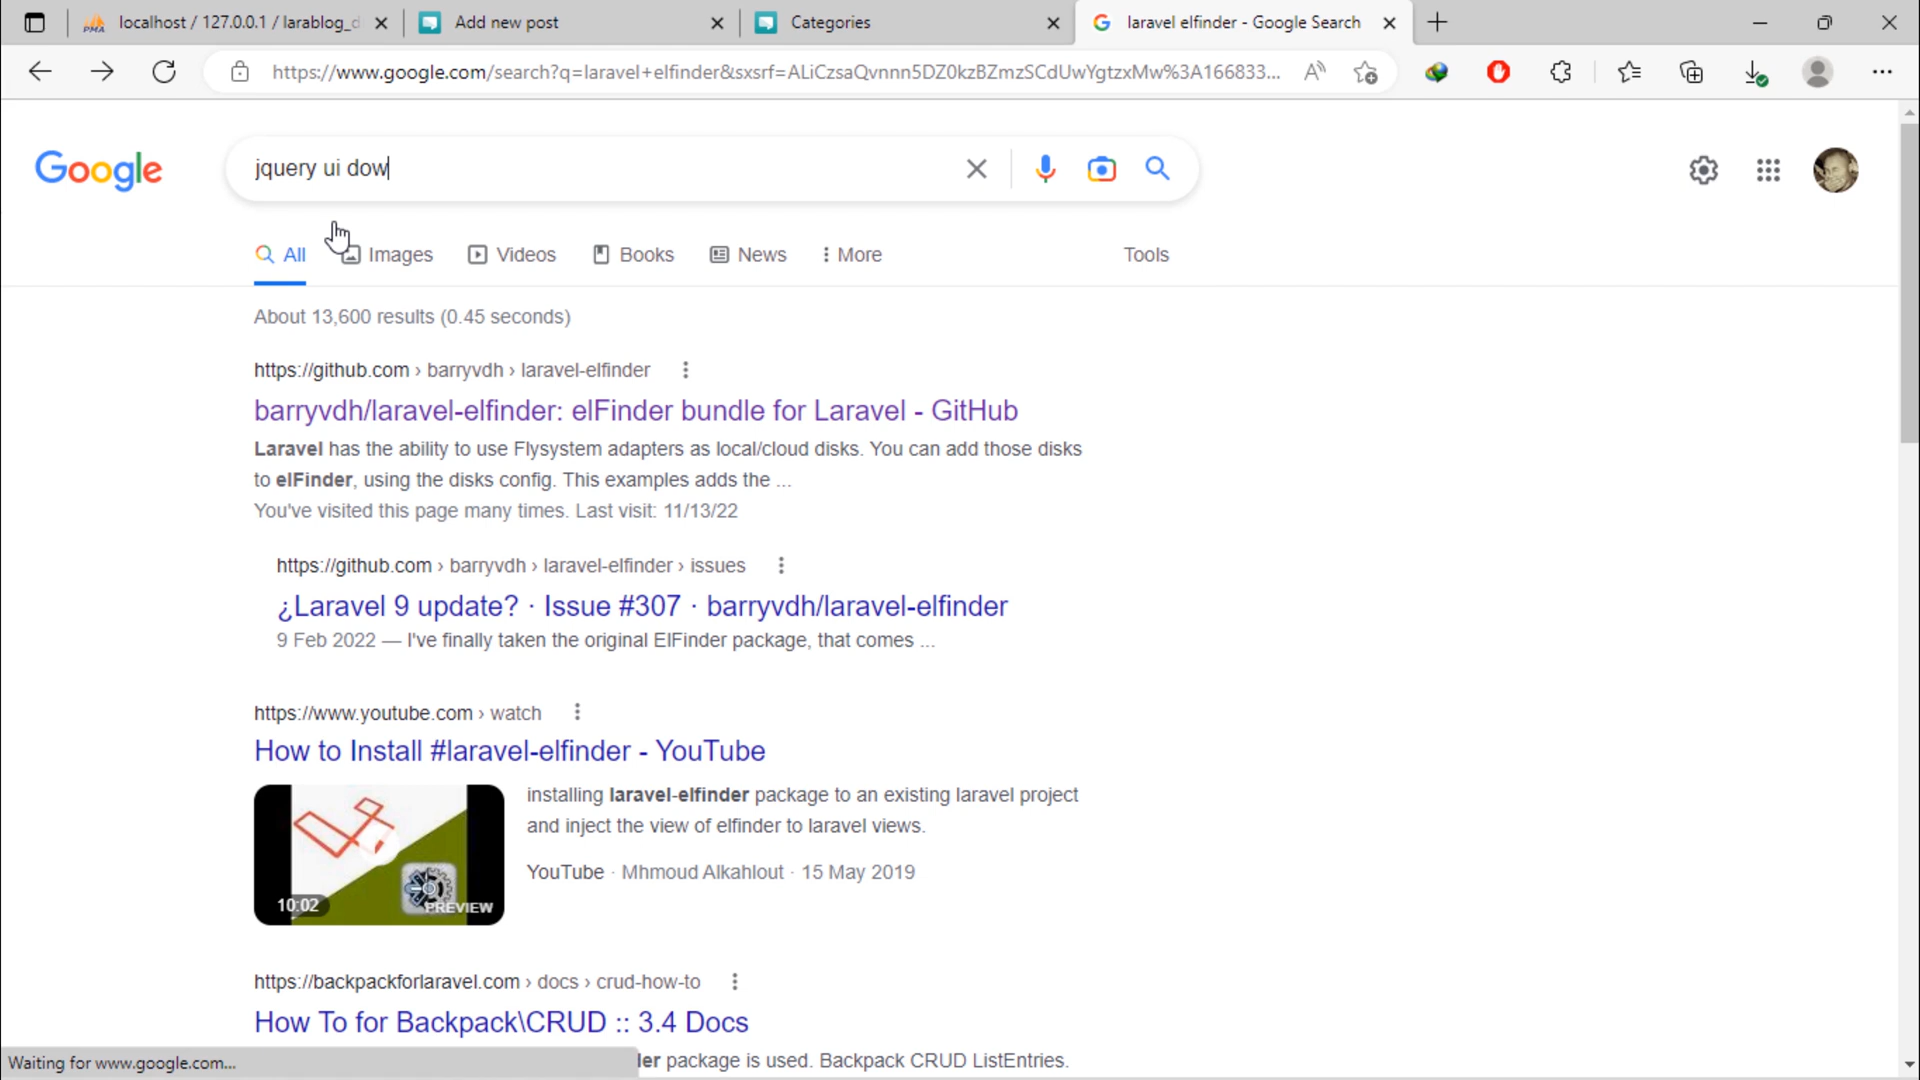 localhost / 127.0.0.1 / larablog_d
Add new post
Categories
laravel elfinder - Google Search
https://www.google.com/search?q=laravel+elfinder&sxsrf=ALiCzsaQvnnn5DZ0kzBZmzSCdUwYgtzxMw%3A166833...
Google
jquery ui dow
All
Images
Videos
Books
News
More
Tools
About 13,600 results (0.45 seconds)
https://github.com › barryvdh › laravel-elfinder
barryvdh/laravel-elfinder: elFinder bundle for Laravel - GitHub
Laravel has the ability to use Flysystem adapters as local/cloud disks. You can add those disks
to elFinder, using the disks config. This examples adds the ...
You've visited this page many times. Last visit: 11/13/22
https://github.com › barryvdh › laravel-elfinder › issues
¿Laravel 9 update? · Issue #307 · barryvdh/laravel-elfinder
9 Feb 2022 — I've finally taken the original ElFinder package, that comes ...
https://www.youtube.com › watch
How to Install #laravel-elfinder - YouTube
installing laravel-elfinder package to an existing laravel project
and inject the view of elfinder to laravel views.
YouTube · Mhmoud Alkahlout · 15 May 2019
10:02
PREVIEW
https://backpackforlaravel.com › docs › crud-how-to
How To for Backpack\CRUD :: 3.4 Docs
der package is used. Backpack CRUD ListEntries.
Waiting for www.google.com...